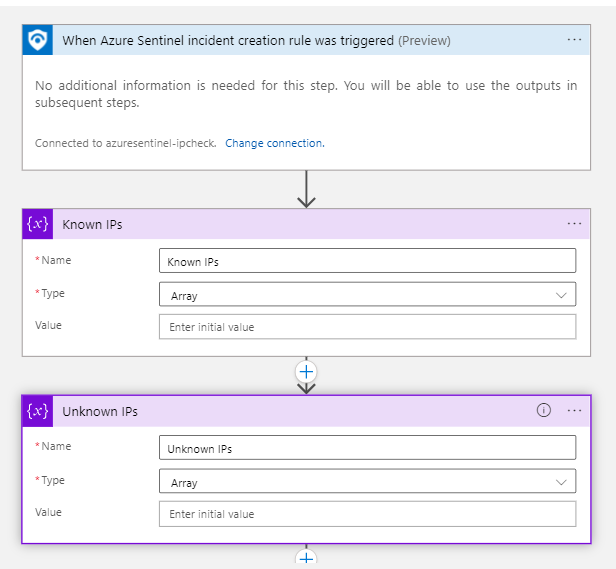 When Azure Sentinel incident creation rule was triggered (Preview) ...
No additional information is needed for this step. You will be able to use the outputs in
subsequent steps.
Connected to azuresentinel-ipcheck. Change connection.
{x} Known IPs ...
* Name Known IPs
* Type Array
Value Enter initial value
{x} Unknown IPs ...
* Name Unknown IPs
* Type Array
Value Enter initial value